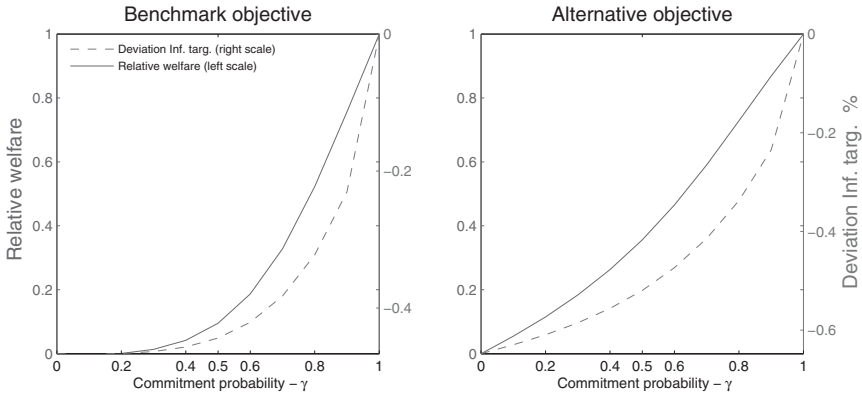 Benchmark objective
Alternative objective
Deviation Inf. targ. (right scale)
Relative welfare (left scale)
Relative welfare
1
0.8
0.6
0.4
0.2
0
0
−0.2
−0.4
0 0.2 0.4 0.5 0.6 0.8 1
Commitment probability – γ
1
0.8
0.6
0.4
0.2
0
0
−0.2
−0.4
−0.6
Deviation Inf. targ. %
0 0.2 0.4 0.5 0.6 0.8 1
Commitment probability – γ